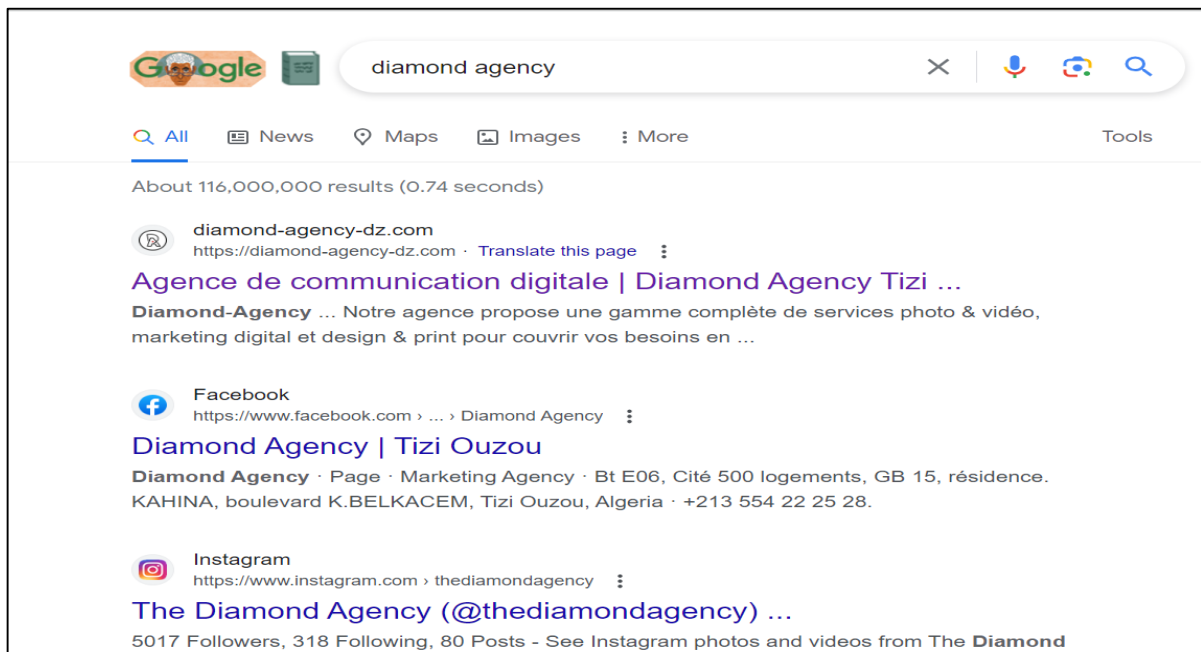 Google
diamond agency
All News Maps Images More Tools
About 116,000,000 results (0.74 seconds)
diamond-agency-dz.com
https://diamond-agency-dz.com · Translate this page
Agence de communication digitale | Diamond Agency Tizi ...
Diamond-Agency ... Notre agence propose une gamme complète de services photo & vidéo,
marketing digital et design & print pour couvrir vos besoins en ...
Facebook
https://www.facebook.com › ... › Diamond Agency
Diamond Agency | Tizi Ouzou
Diamond Agency · Page · Marketing Agency · Bt E06, Cité 500 logements, GB 15, résidence.
KAHINA, boulevard K.BELKACEM, Tizi Ouzou, Algeria · +213 554 22 25 28.
Instagram
https://www.instagram.com › thediamondagency
The Diamond Agency (@thediamondagency) ...
5017 Followers, 318 Following, 80 Posts - See Instagram photos and videos from The Diamond